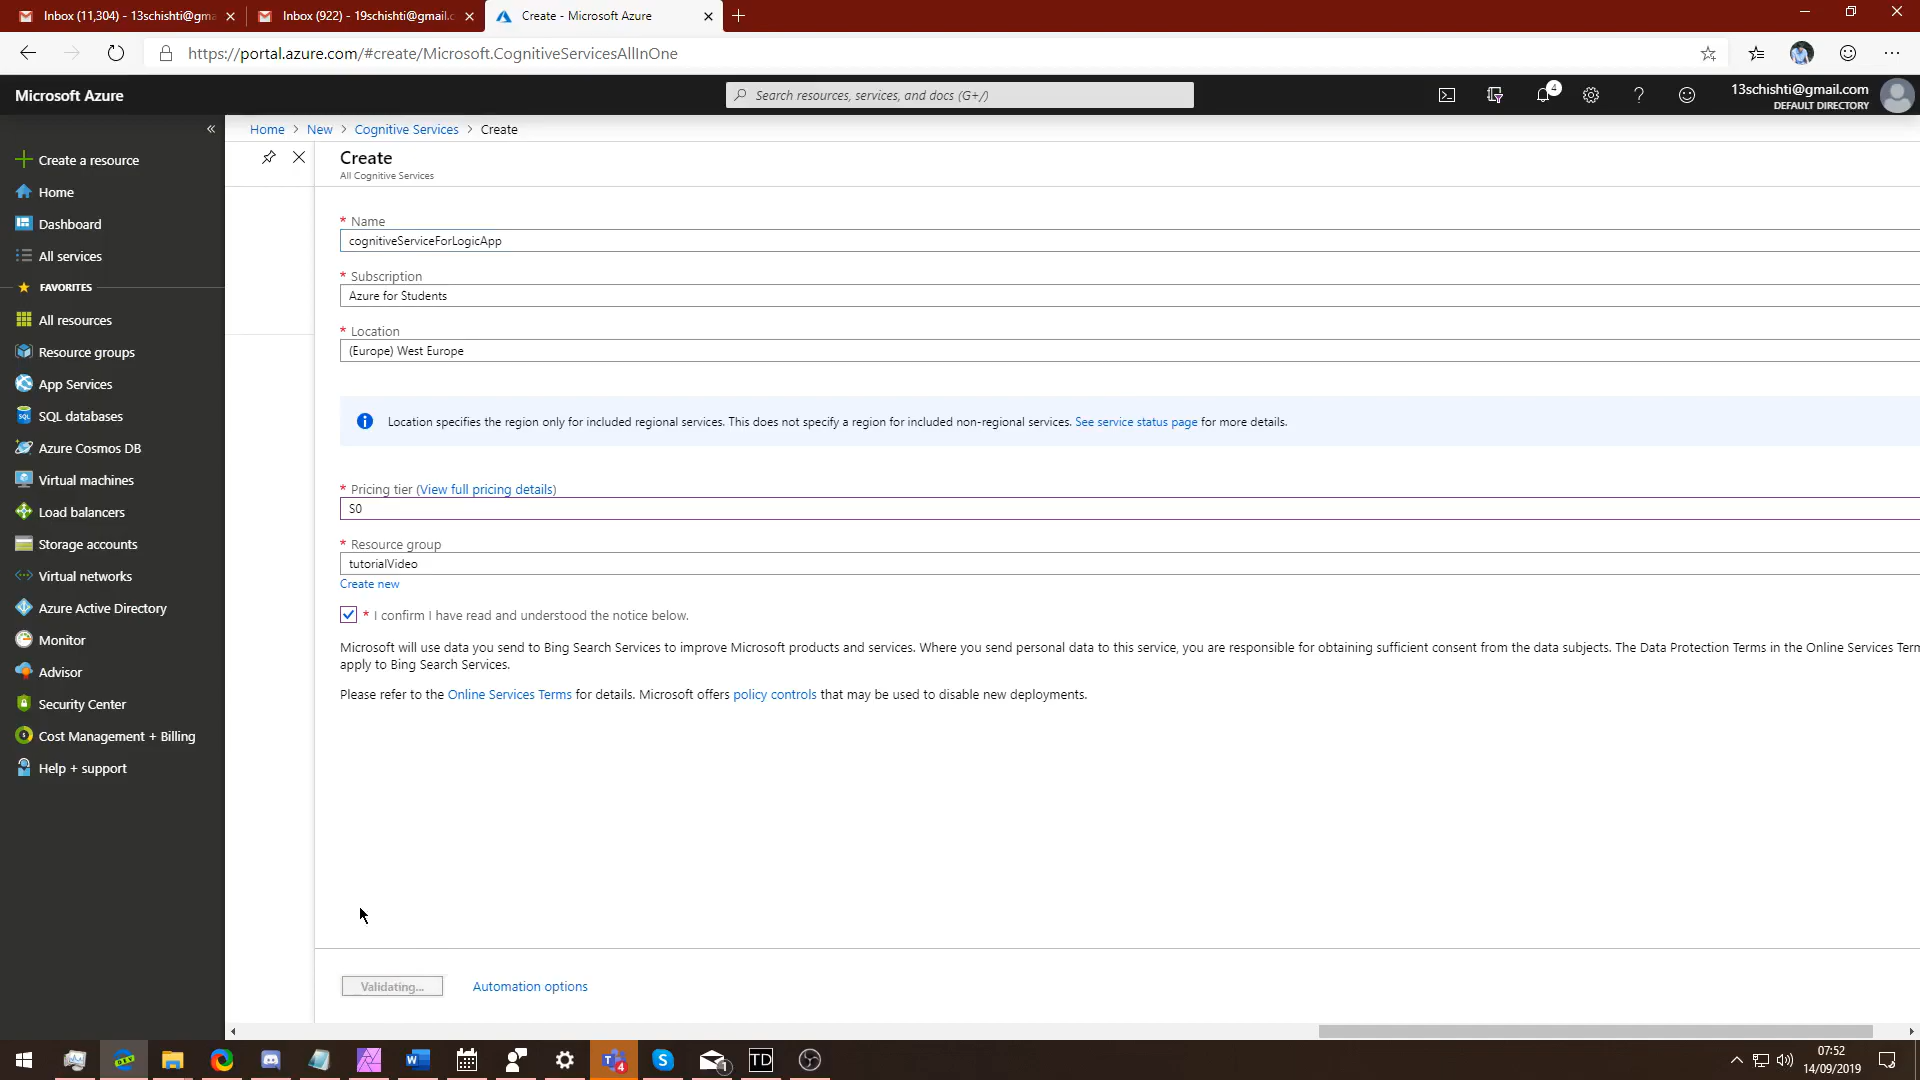 Inbox (11,304) - 13schishti@gma
Inbox (922) - 19schishti@gmail.c
Create - Microsoft Azure
https://portal.azure.com/#create/Microsoft.CognitiveServicesAllInOne
Microsoft Azure
Search resources, services, and docs (G+/)
4
13schishti@gmail.com
DEFAULT DIRECTORY
Home > New > Cognitive Services > Create
Create a resource
Home
Dashboard
All services
FAVORITES
All resources
Resource groups
App Services
SQL
SQL databases
Azure Cosmos DB
Virtual machines
Load balancers
Storage accounts
Virtual networks
Azure Active Directory
Monitor
Advisor
Security Center
Cost Management + Billing
Help + support
Create
All Cognitive Services
* Name
cognitiveServiceForLogicApp
* Subscription
Azure for Students
* Location
(Europe) West Europe
Location specifies the region only for included regional services. This does not specify a region for included non-regional services. See service status page for more details.
* Pricing tier (View full pricing details)
S0
* Resource group
tutorialVideo
Create new
* I confirm I have read and understood the notice below.
Microsoft will use data you send to Bing Search Services to improve Microsoft products and services. Where you send personal data to this service, you are responsible for obtaining sufficient consent from the data subjects. The Data Protection Terms in the Online Services Tern
apply to Bing Search Services.
Please refer to the Online Services Terms for details. Microsoft offers policy controls that may be used to disable new deployments.
Validating...
Automation options
DEV
W
T
4
S
1
TD
07:52
14/09/2019